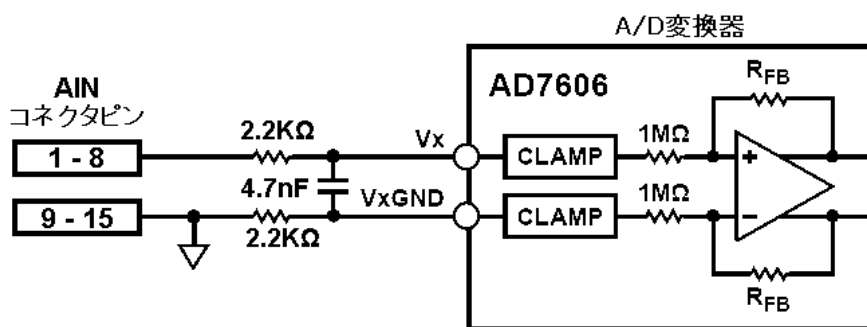 A/D変換器
AIN
コネクタピン
AD7606
RFB
2.2KΩ
Vx
1MΩ
1 - 8
CLAMP
+
4.7nF
VxGND
1MΩ
9 - 15
CLAMP
−
2.2KΩ
RFB